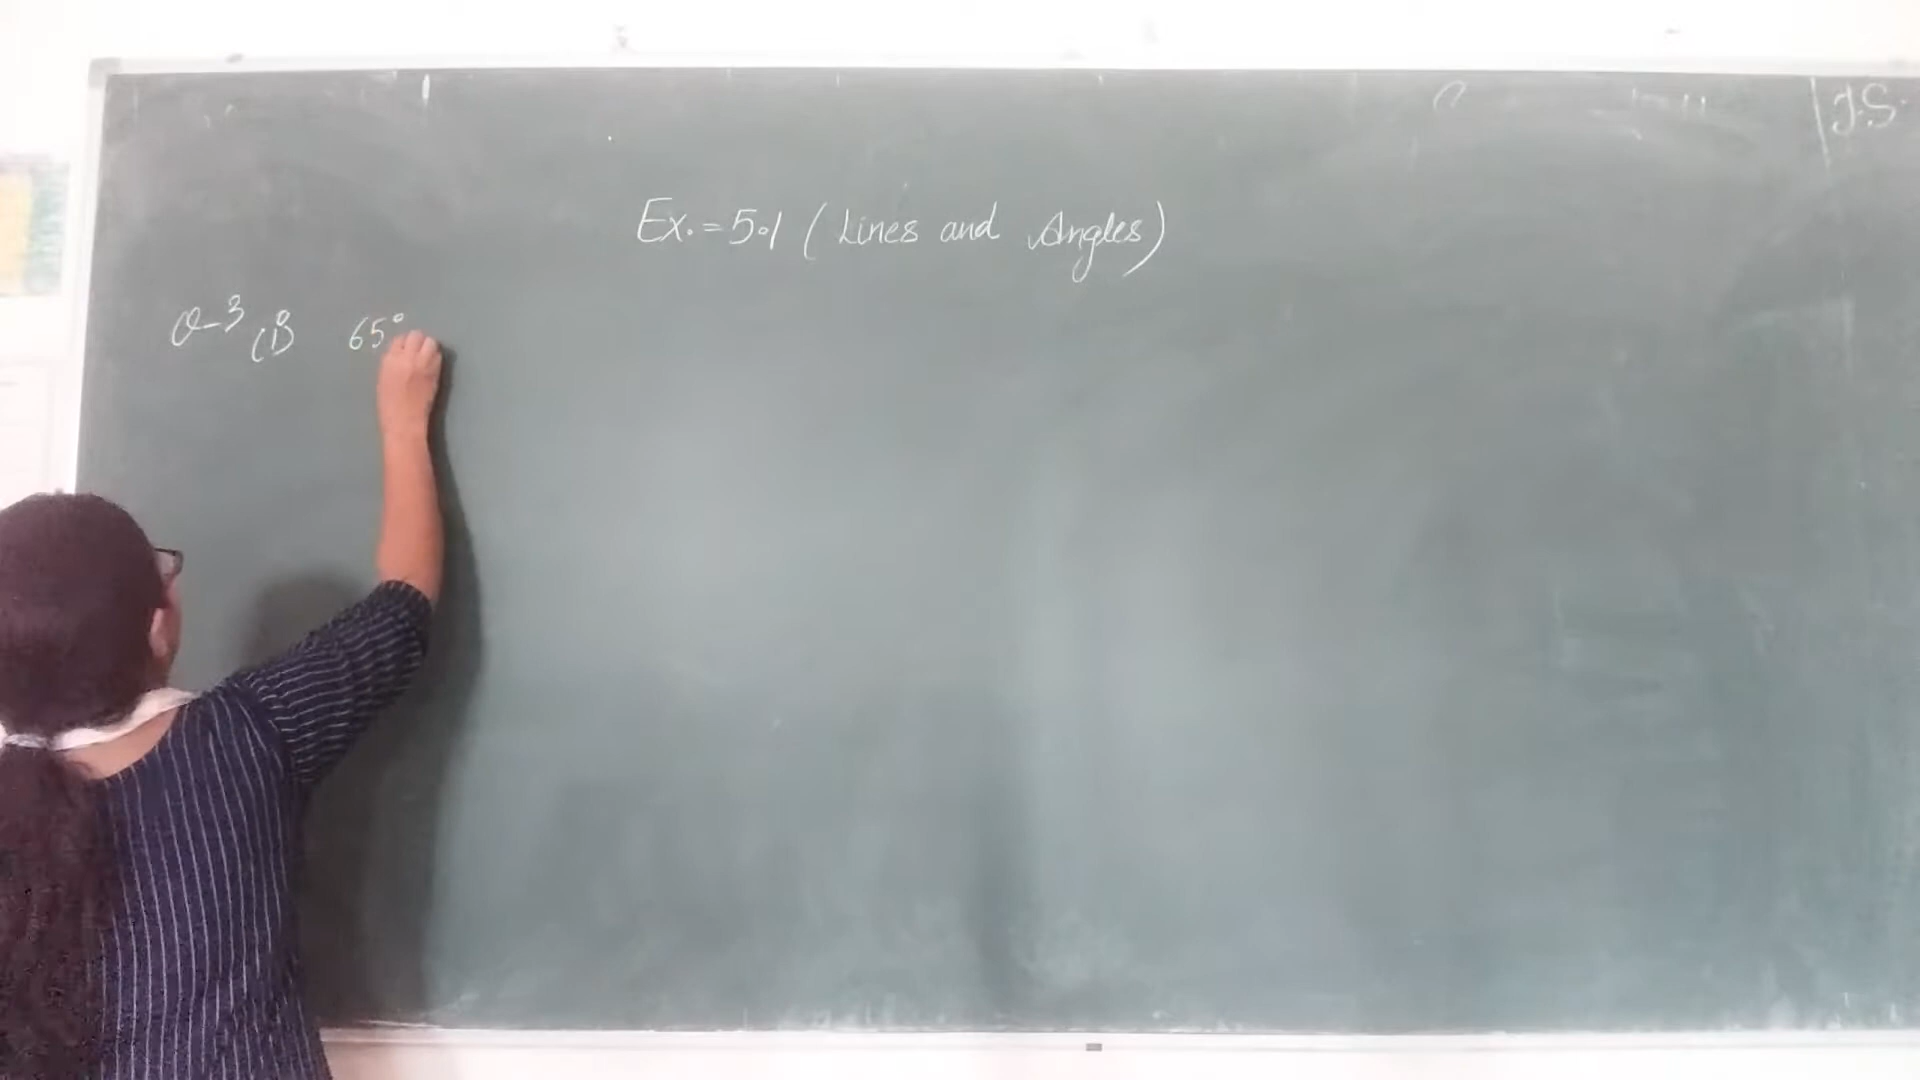 J.S.
Ex. = 5.1 (Lines and Angles)
Q-3 (i) 65°